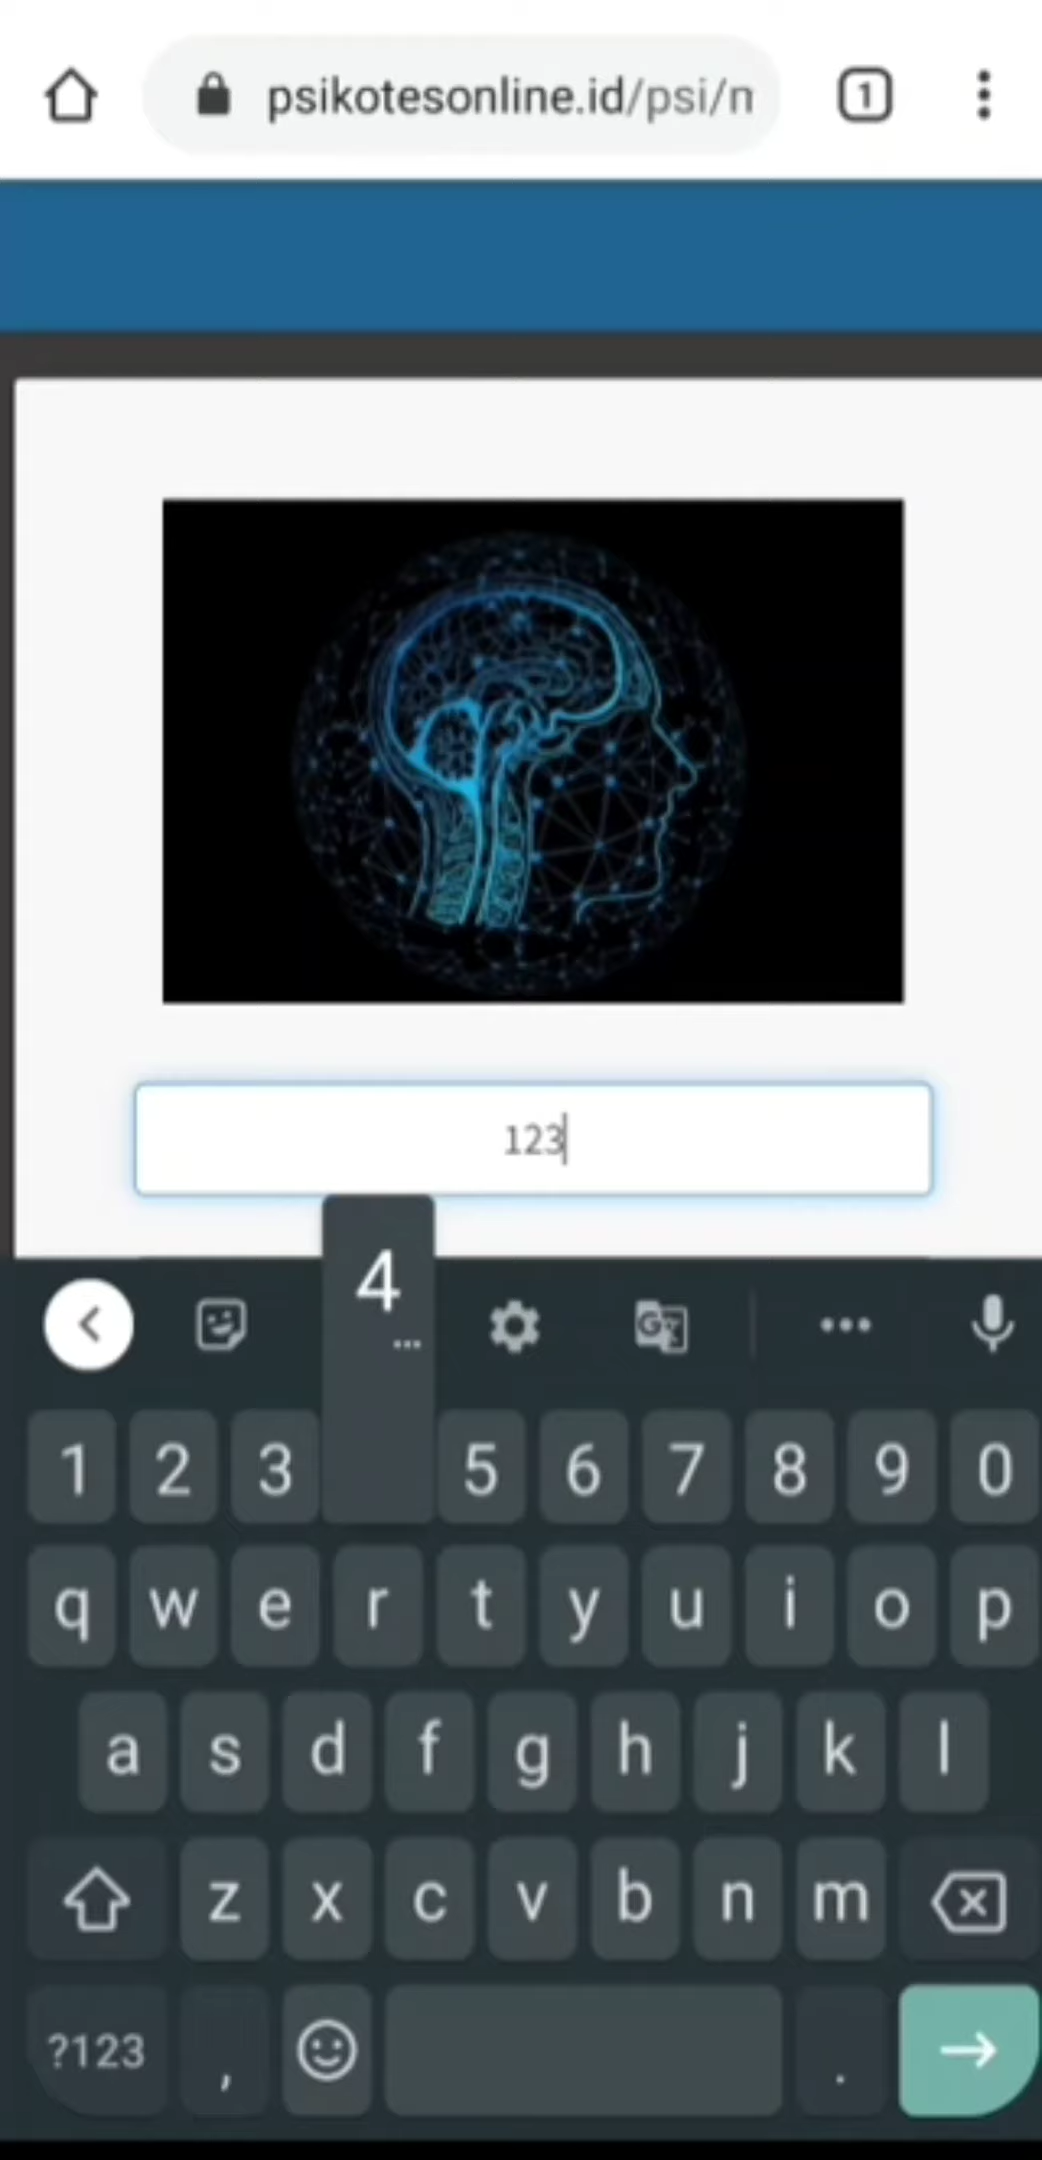 1
psikotesonline.id/psi/n
123
4
...
1 2 3 5 6 7 8 9 0
q w e r t y u i o p
a s d f g h j k l
z x c v b n m
?123 , .